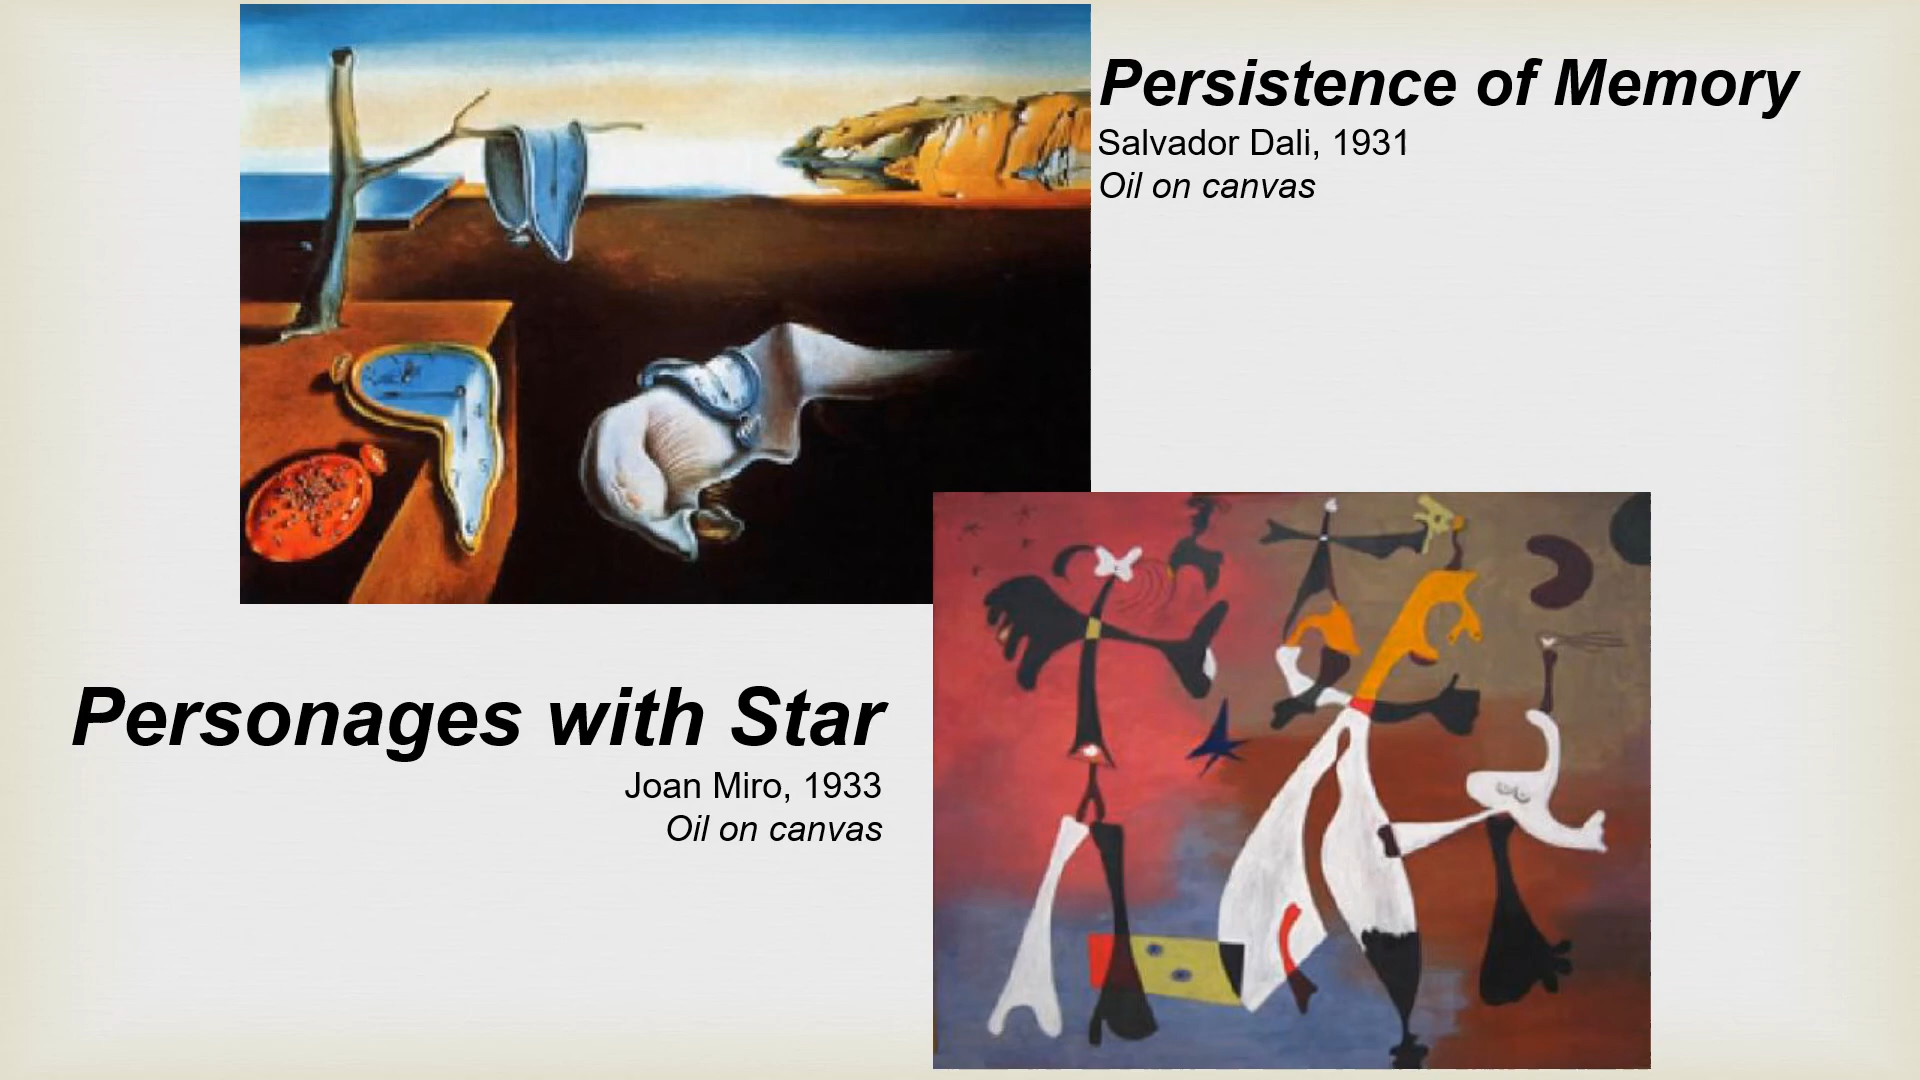 Persistence of Memory
Salvador Dali, 1931
Oil on canvas
Personages with Star
Joan Miro, 1933
Oil on canvas